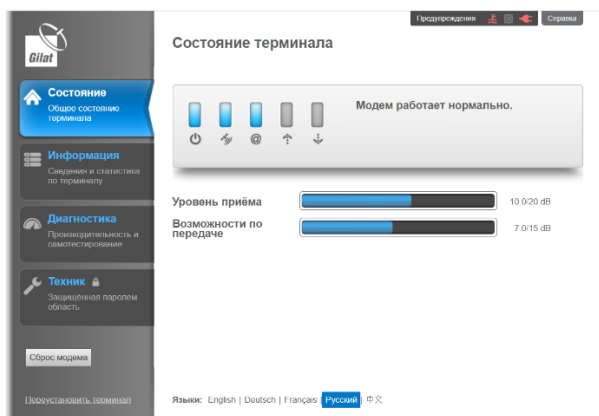 Предупреждения
Справка
Gilat
Состояние терминала
Состояние
Общее состояние
терминала
Модем работает нормально.
Информация
Сведения и статистика
по терминалу
Уровень приёма
10.0/20 dB
Возможности по
передаче
7.0/15 dB
Диагностика
Производительность и
самотестирование
Техник
Защищённая паролем
область
Сброс модема
Переустановить терминал
Языки: English | Deutsch | Français | Русский | 中文